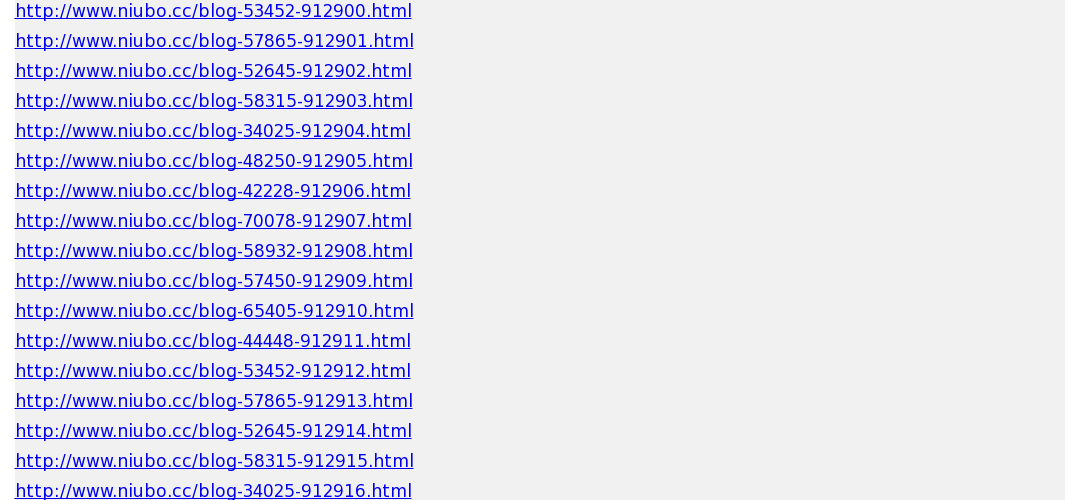 http://www.niubo.cc/blog-53452-912900.html
http://www.niubo.cc/blog-57865-912901.html
http://www.niubo.cc/blog-52645-912902.html
http://www.niubo.cc/blog-58315-912903.html
http://www.niubo.cc/blog-34025-912904.html
http://www.niubo.cc/blog-48250-912905.html
http://www.niubo.cc/blog-42228-912906.html
http://www.niubo.cc/blog-70078-912907.html
http://www.niubo.cc/blog-58932-912908.html
http://www.niubo.cc/blog-57450-912909.html
http://www.niubo.cc/blog-65405-912910.html
http://www.niubo.cc/blog-44448-912911.html
http://www.niubo.cc/blog-53452-912912.html
http://www.niubo.cc/blog-57865-912913.html
http://www.niubo.cc/blog-52645-912914.html
http://www.niubo.cc/blog-58315-912915.html
http://www.niubo.cc/blog-34025-912916.html